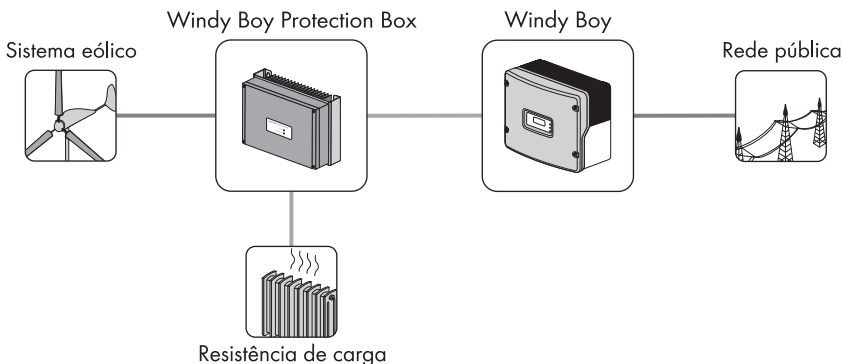 Windy Boy Protection Box
Windy Boy
Sistema eólico
Rede pública
Resistência de carga